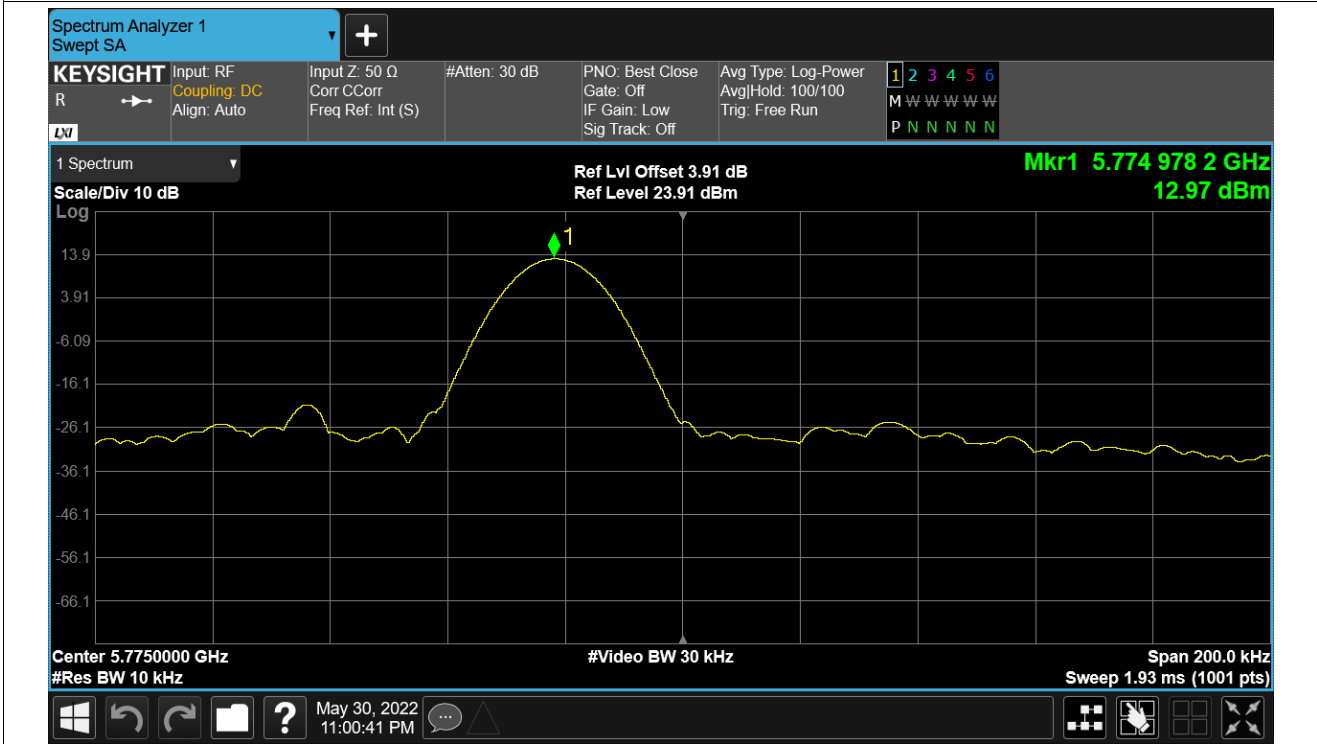 Spectrum Analyzer 1
Swept SA
KEYSIGHT
R
LXI
Input: RF
Coupling: DC
Align: Auto
Input Z: 50 Ω
Corr CCorr
Freq Ref: Int (S)
#Atten: 30 dB
PNO: Best Close
Gate: Off
IF Gain: Low
Sig Track: Off
Avg Type: Log-Power
Avg|Hold: 100/100
Trig: Free Run
1 2 3 4 5 6
M W W W W W
P N N N N N
1 Spectrum
Scale/Div 10 dB
Log
Ref Lvl Offset 3.91 dB
Ref Level 23.91 dBm
Mkr1 5.774 978 2 GHz
12.97 dBm
1
13.9
3.91
-6.09
-16.1
-26.1
-36.1
-46.1
-56.1
-66.1
Center 5.7750000 GHz
#Res BW 10 kHz
#Video BW 30 kHz
Span 200.0 kHz
Sweep 1.93 ms (1001 pts)
?
May 30, 2022
11:00:41 PM